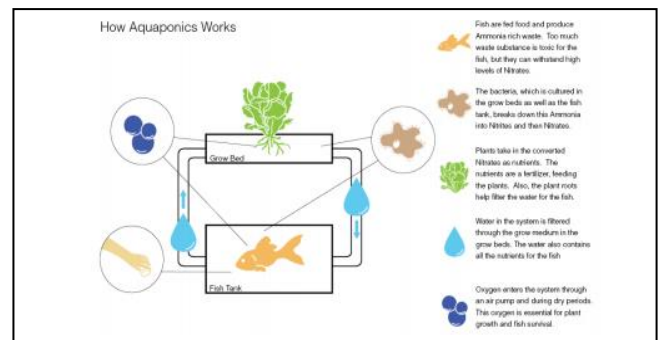 How Aquaponics Works
Fish are fed food and produce
Ammonia rich waste. Too much
waste substance is toxic for the
fish, but they can withstand high
levels of Nitrates.
The bacteria, which is cultured in
the grow beds as well as the fish
tank, breaks down this Ammonia
into Nitrites and then Nitrates.
Plants take in the converted
Nitrates as nutrients. The
nutrients are a fertilizer, feeding
the plants. Also, the plant roots
help filter the water for the fish.
Water in the system is filtered
through the grow medium in the
grow beds. The water also contains
all the nutrients for the fish
Oxygen enters the system through
an air pump and during dry periods.
This oxygen is essential for plant
growth and fish survival.
Grow Bed
Fish Tank